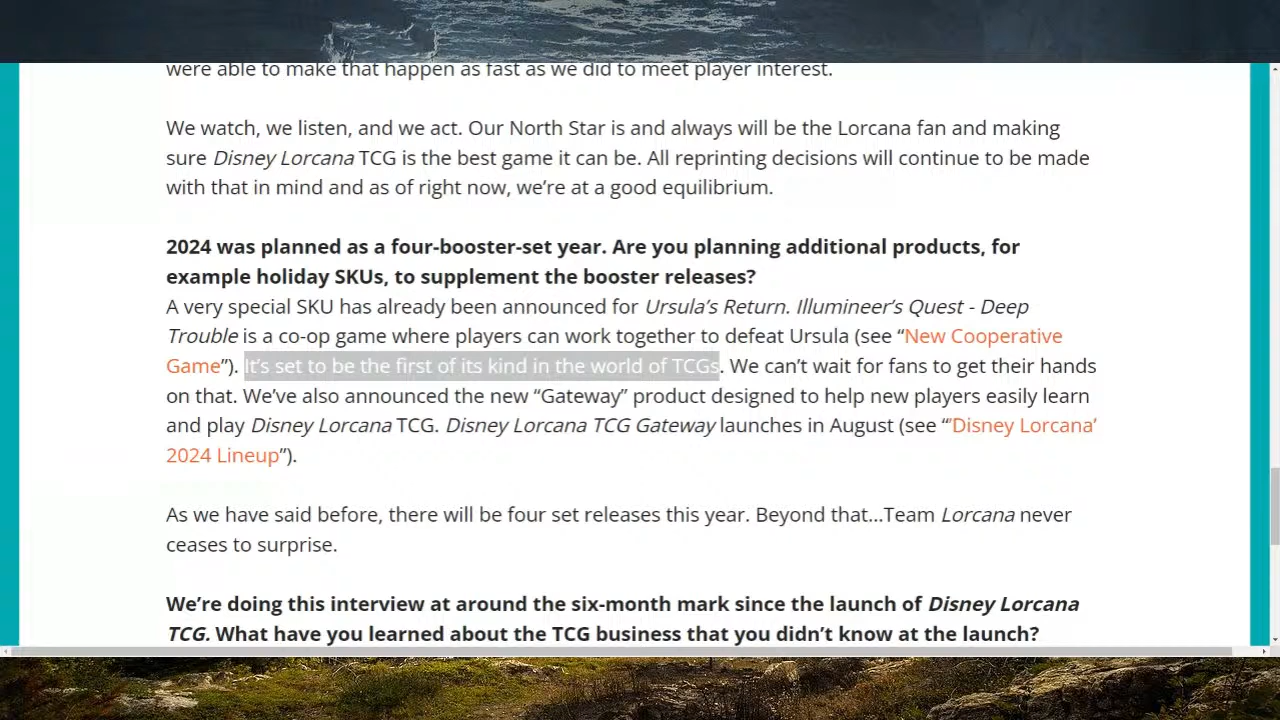 were able to make that happen as fast as we did to meet player interest.
We watch, we listen, and we act. Our North Star is and always will be the Lorcana fan and making
sure Disney Lorcana TCG is the best game it can be. All reprinting decisions will continue to be made
with that in mind and as of right now, we’re at a good equilibrium.
2024 was planned as a four-booster-set year. Are you planning additional products, for
example holiday SKUs, to supplement the booster releases?
A very special SKU has already been announced for Ursula’s Return. Illumineer’s Quest - Deep
Trouble is a co-op game where players can work together to defeat Ursula (see “New Cooperative
Game”). It’s set to be the first of its kind in the world of TCGs. We can’t wait for fans to get their hands
on that. We’ve also announced the new “Gateway” product designed to help new players easily learn
and play Disney Lorcana TCG. Disney Lorcana TCG Gateway launches in August (see “‘Disney Lorcana’
2024 Lineup”).
As we have said before, there will be four set releases this year. Beyond that…Team Lorcana never
ceases to surprise.
We’re doing this interview at around the six-month mark since the launch of Disney Lorcana
TCG. What have you learned about the TCG business that you didn’t know at the launch?